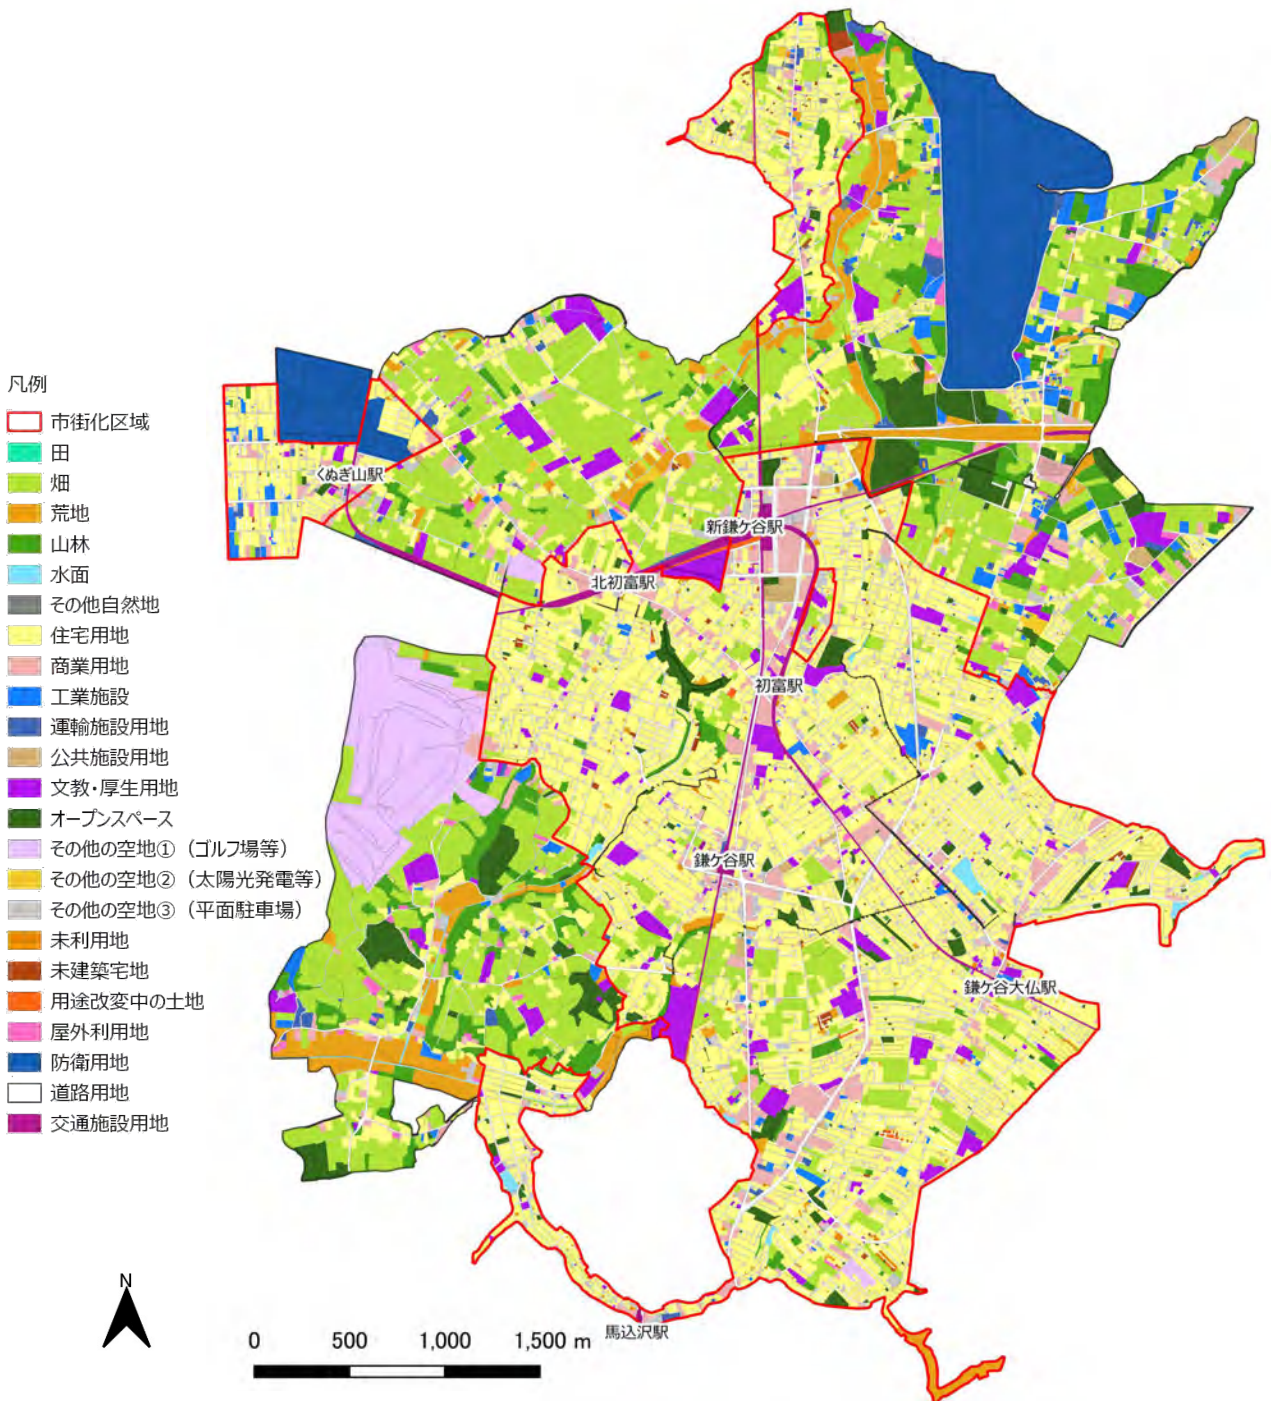 凡例
市街化区域
田
畑
荒地
山林
水面
その他自然地
住宅用地
商業用地
工業施設
運輸施設用地
公共施設用地
文教・厚生用地
オープンスペース
その他の空地①（ゴルフ場等）
その他の空地②（太陽光発電等）
その他の空地③（平面駐車場）
未利用地
未建築宅地
用途改変中の土地
屋外利用地
防衛用地
道路用地
交通施設用地
くぬぎ山駅
新鎌ケ谷駅
北初富駅
初富駅
鎌ケ谷駅
鎌ケ谷大仏駅
馬込沢駅
N
0 500 1,000 1,500 m